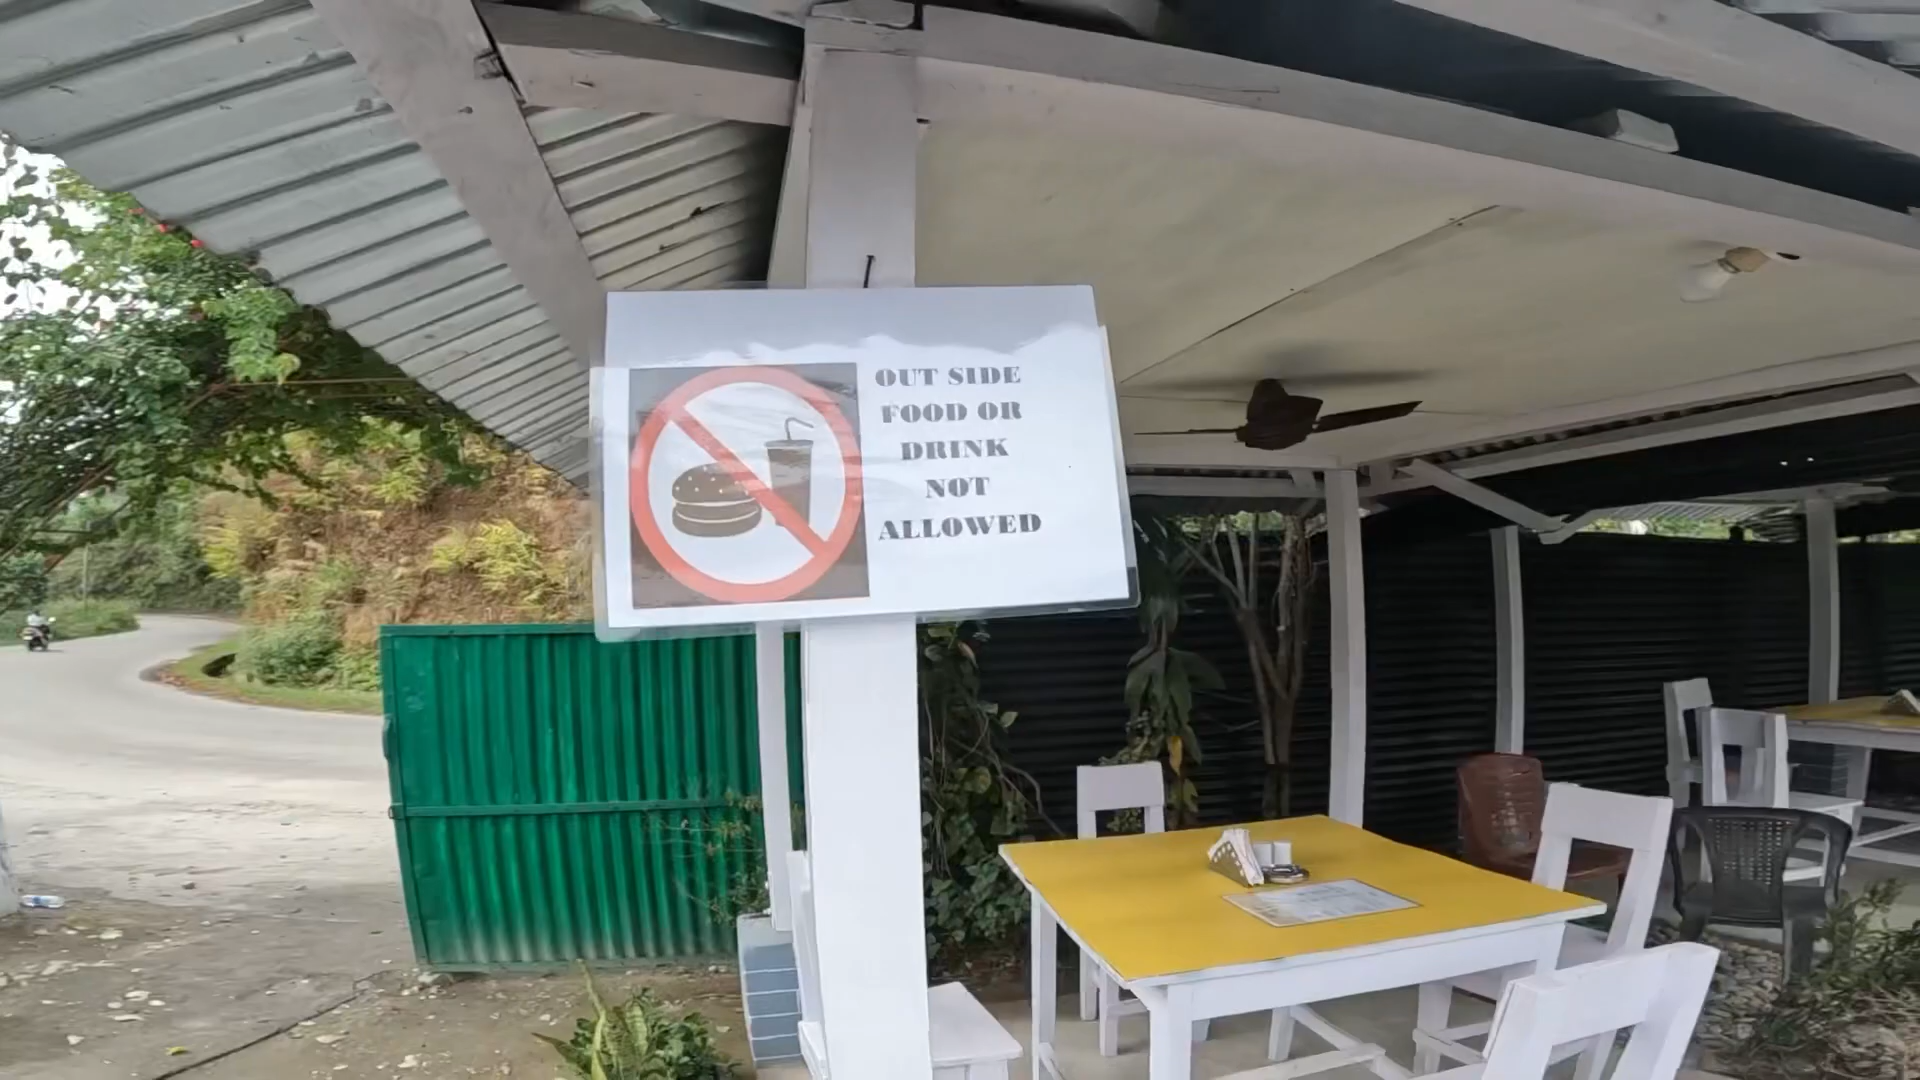 OUT SIDE
FOOD OR
DRINK
NOT
ALLOWED